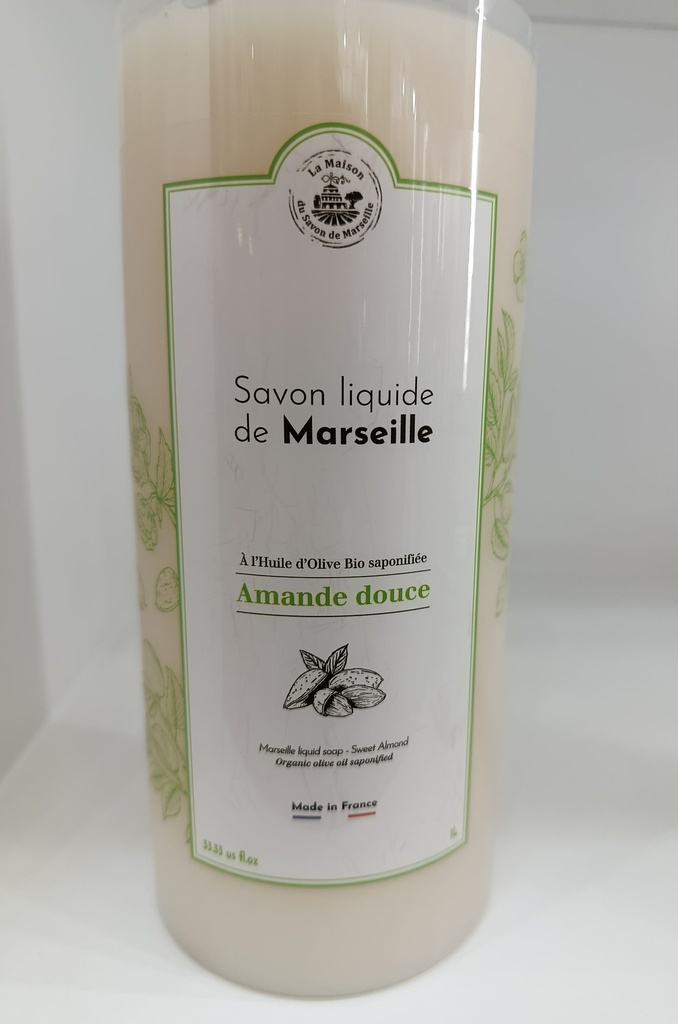 La Maison
du Savon de Marseille
Savon liquide
de Marseille
À l'Huile d'Olive Bio saponifiée
Amande douce
Marseille liquid soap - Sweet Almond
Organic olive oil saponified
Made in France
33.33 us fl.oz
1L